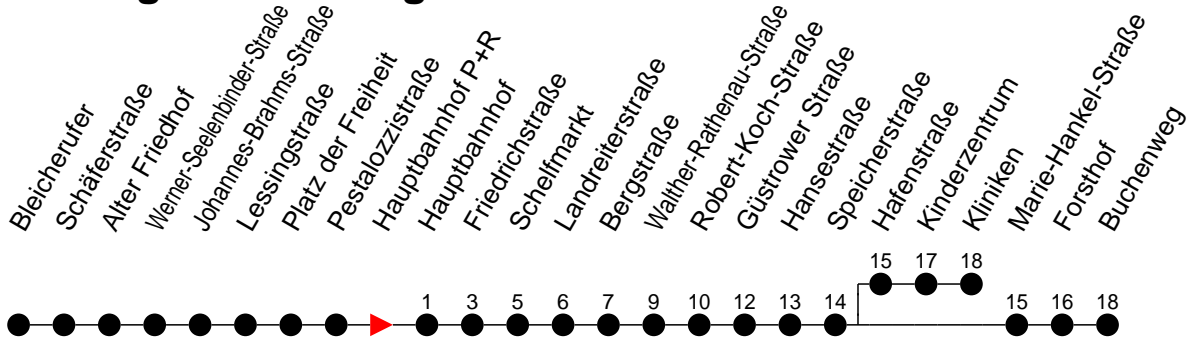 Bleicherufer
Schäferstraße
Alter Friedhof
Werner-Seelenbinder-Straße
Johannes-Brahms-Straße
Lessingstraße
Platz der Freiheit
Pestalozzistraße
Hauptbahnhof P+R
Hauptbahnhof
Friedrichstraße
Schelfmarkt
Landreiterstraße
Bergstraße
Walther-Rathenau-Straße
Robert-Koch-Straße
Güstrower Straße
Hansestraße
Speicherstraße
Hafenstraße
Kinderzentrum
Kliniken
Marie-Hankel-Straße
Forsthof
Buchenweg
15 17 18
1 3 5 6 7 9 10 12 13 14 15 16 18